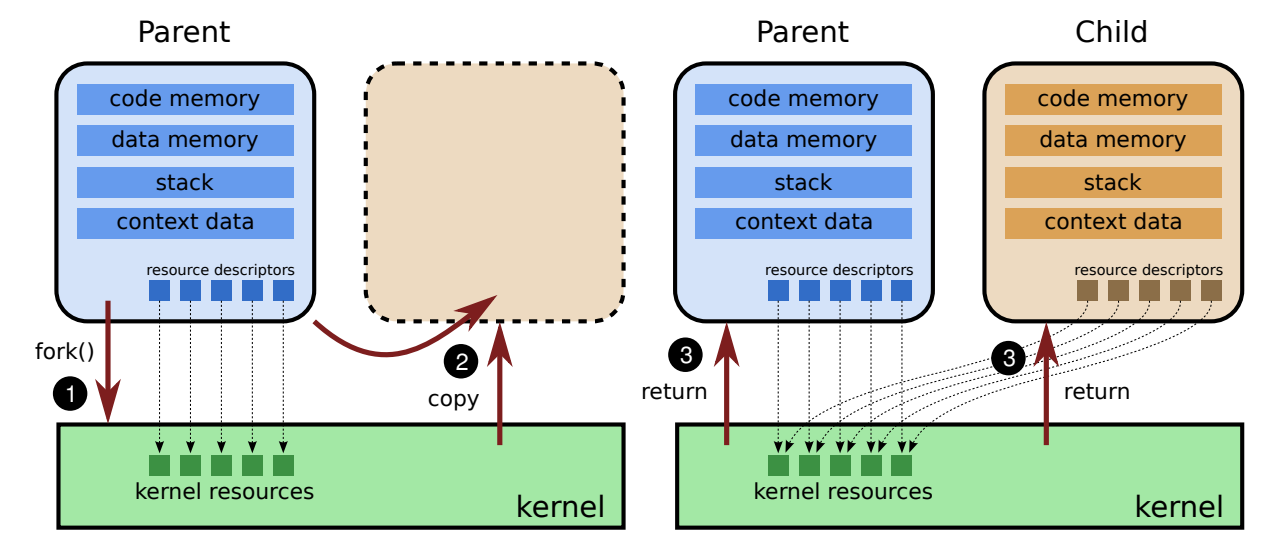 Parent
code memory
data memory
stack
context data
resource descriptors
fork()
1
2
copy
kernel resources
kernel
Parent
Child
code memory
data memory
stack
context data
resource descriptors
code memory
data memory
stack
context data
resource descriptors
3
return
3
return
kernel resources
kernel